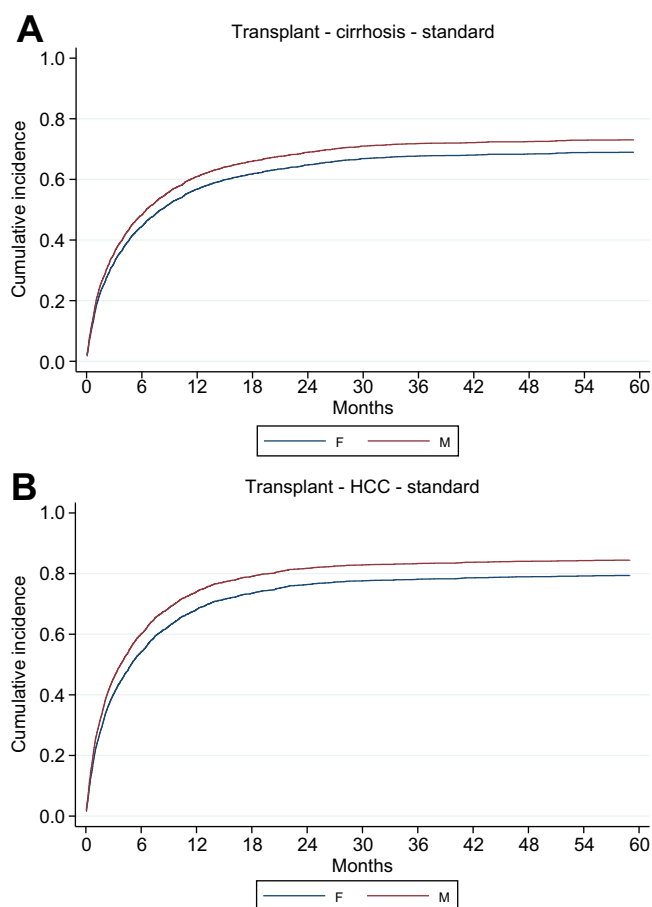 A
Transplant - cirrhosis - standard
Cumulative incidence
1.0
0.8
0.6
0.4
0.2
0.0
0 6 12 18 24 30 36 42 48 54 60
Months
F M
B
Transplant - HCC - standard
Cumulative incidence
1.0
0.8
0.6
0.4
0.2
0.0
0 6 12 18 24 30 36 42 48 54 60
Months
F M